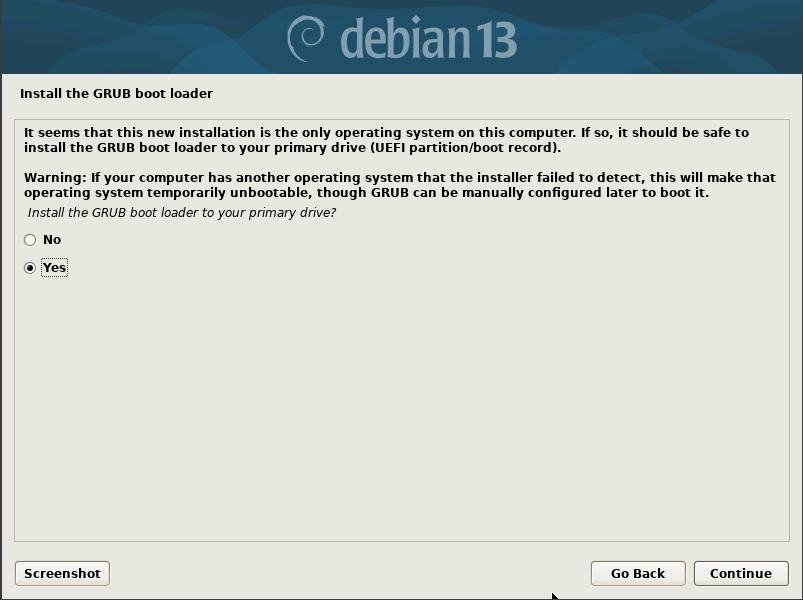 debian 13
Install the GRUB boot loader
It seems that this new installation is the only operating system on this computer. If so, it should be safe to
install the GRUB boot loader to your primary drive (UEFI partition/boot record).
Warning: If your computer has another operating system that the installer failed to detect, this will make that
operating system temporarily unbootable, though GRUB can be manually configured later to boot it.
Install the GRUB boot loader to your primary drive?
No
Yes
Screenshot
Go Back
Continue